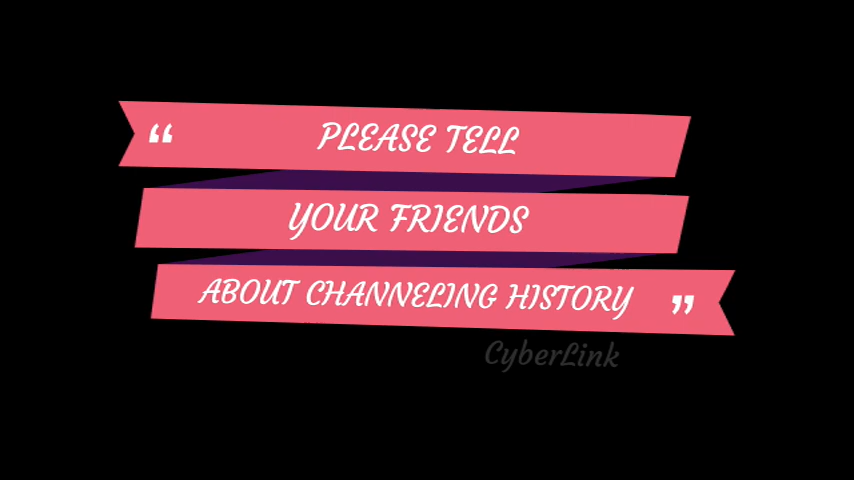 “ PLEASE TELL
YOUR FRIENDS
ABOUT CHANNELING HISTORY ”
CyberLink